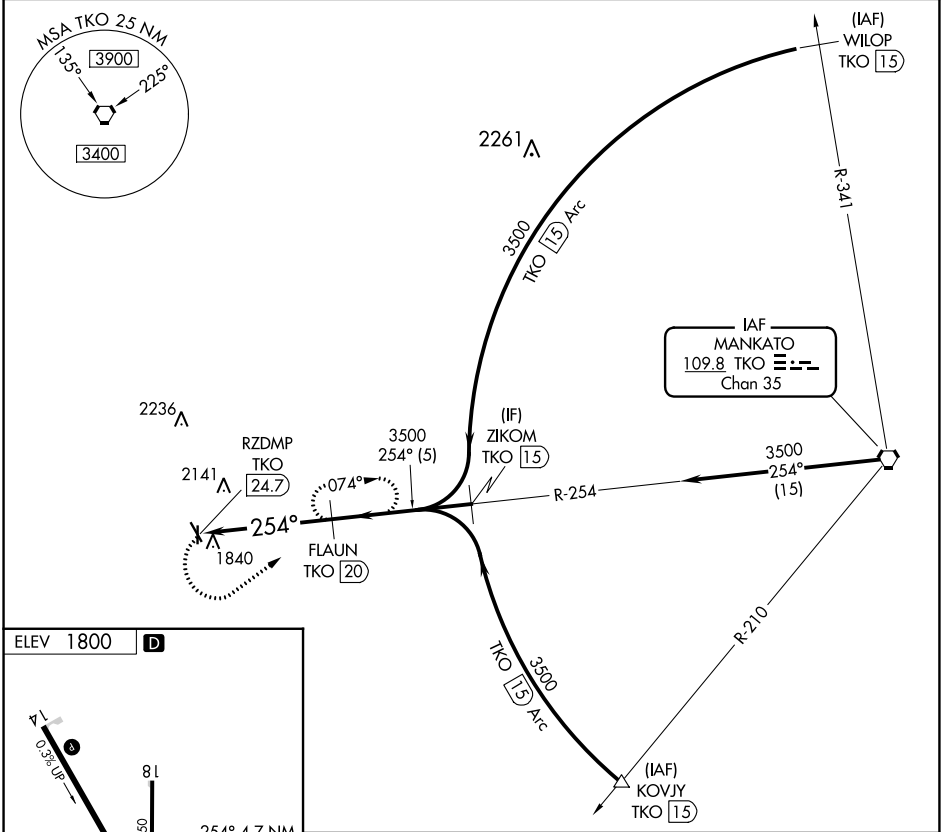 MSA TKO 25 NM
135°
3900
225°
3400
(IAF)
WILOP
TKO 15
R-341
2261
3500
TKO 15 Arc
IAF
MANKATO
109.8 TKO
Chan 35
2236
RZDMP
TKO
24.7
2141
3500
254° (5)
(IF)
ZIKOM
TKO 15
3500
254°
(15)
R-254
074°
254°
1840
FLAUN
TKO 20
R-210
3500
TKO 15 Arc
(IAF)
KOVJY
TKO 15
ELEV 1800 D
14
P
0.3% UP
18
50
254° 4.7 NM